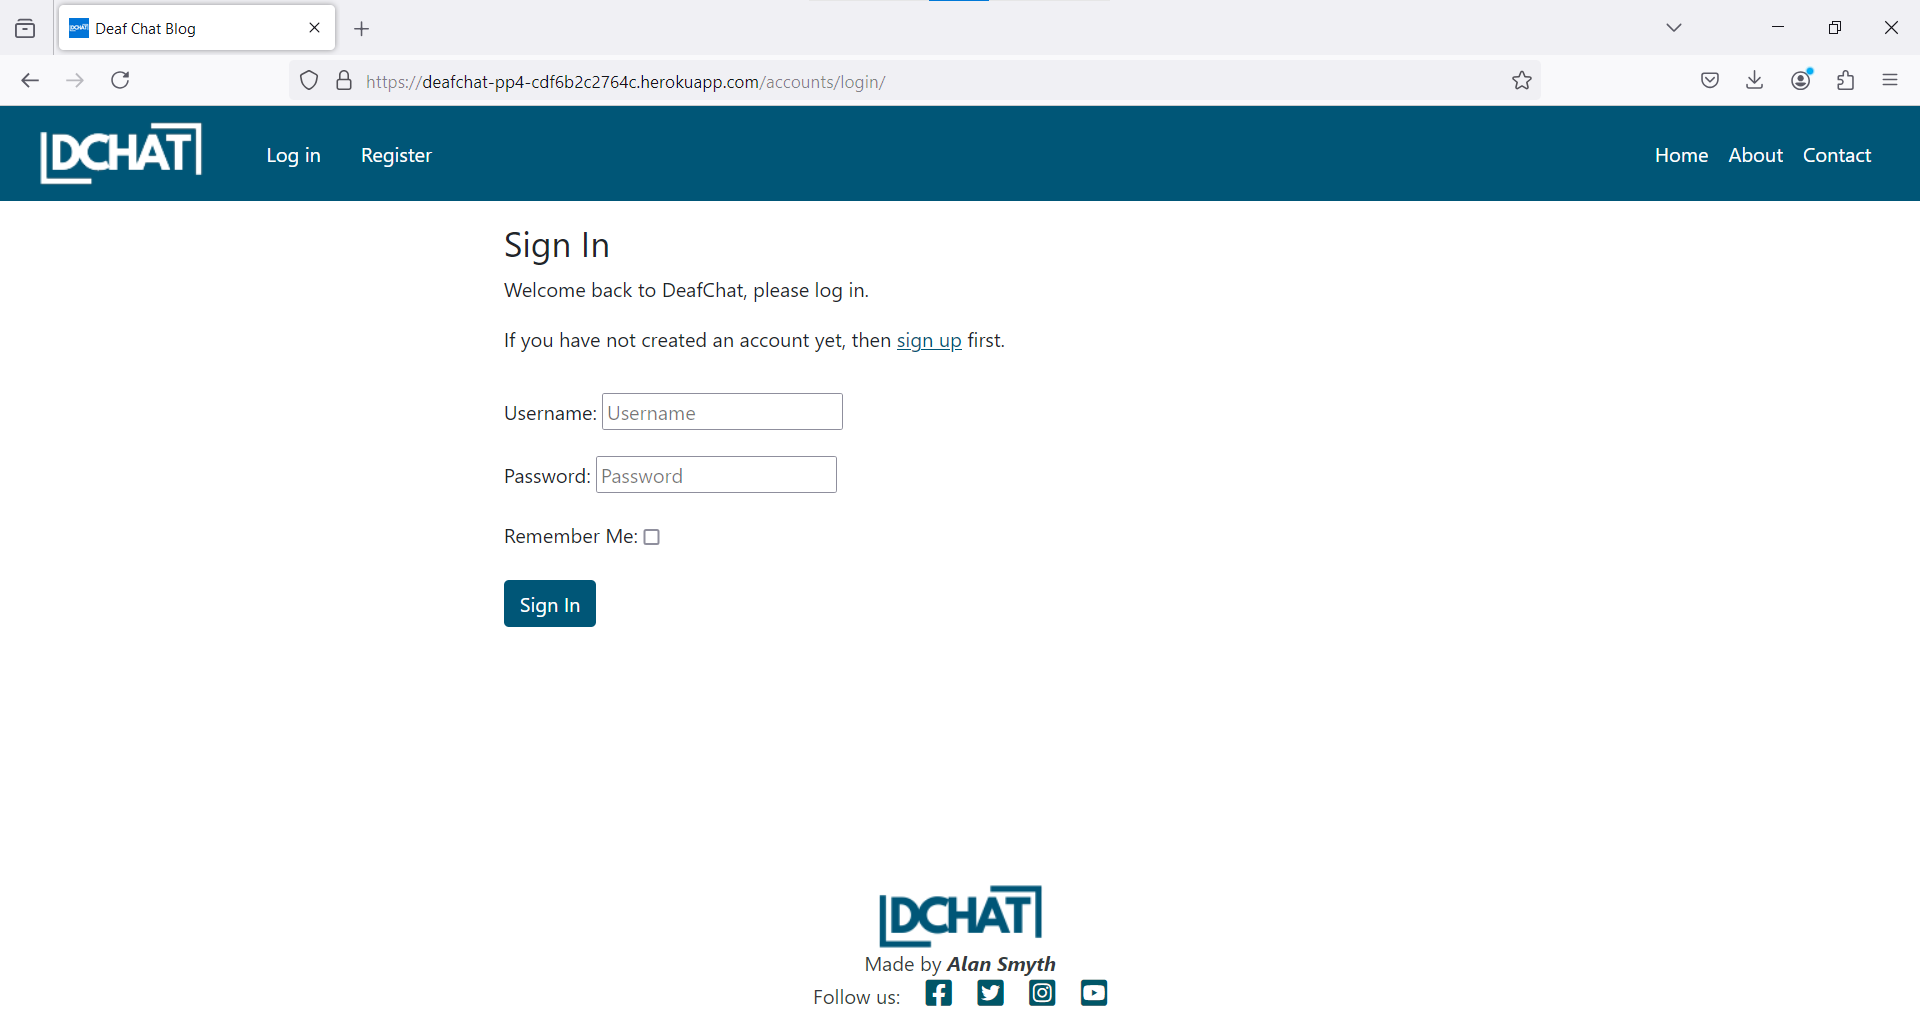 Deaf Chat Blog
https://deafchat-pp4-cdf6b2c2764c.herokuapp.com/accounts/login/
DCHAT Log in Register Home About Contact
Sign In
Welcome back to DeafChat, please log in.
If you have not created an account yet, then sign up first.
Username: Username
Password: Password
Remember Me:
Sign In
DCHAT
Made by Alan Smyth
Follow us: